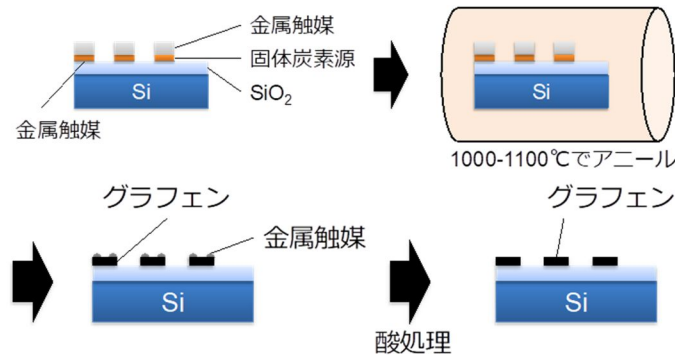 金属触媒
固体炭素源
SiO2
Si
金属触媒
Si
1000-1100℃でアニール
グラフェン
金属触媒
Si
酸処理
グラフェン
Si